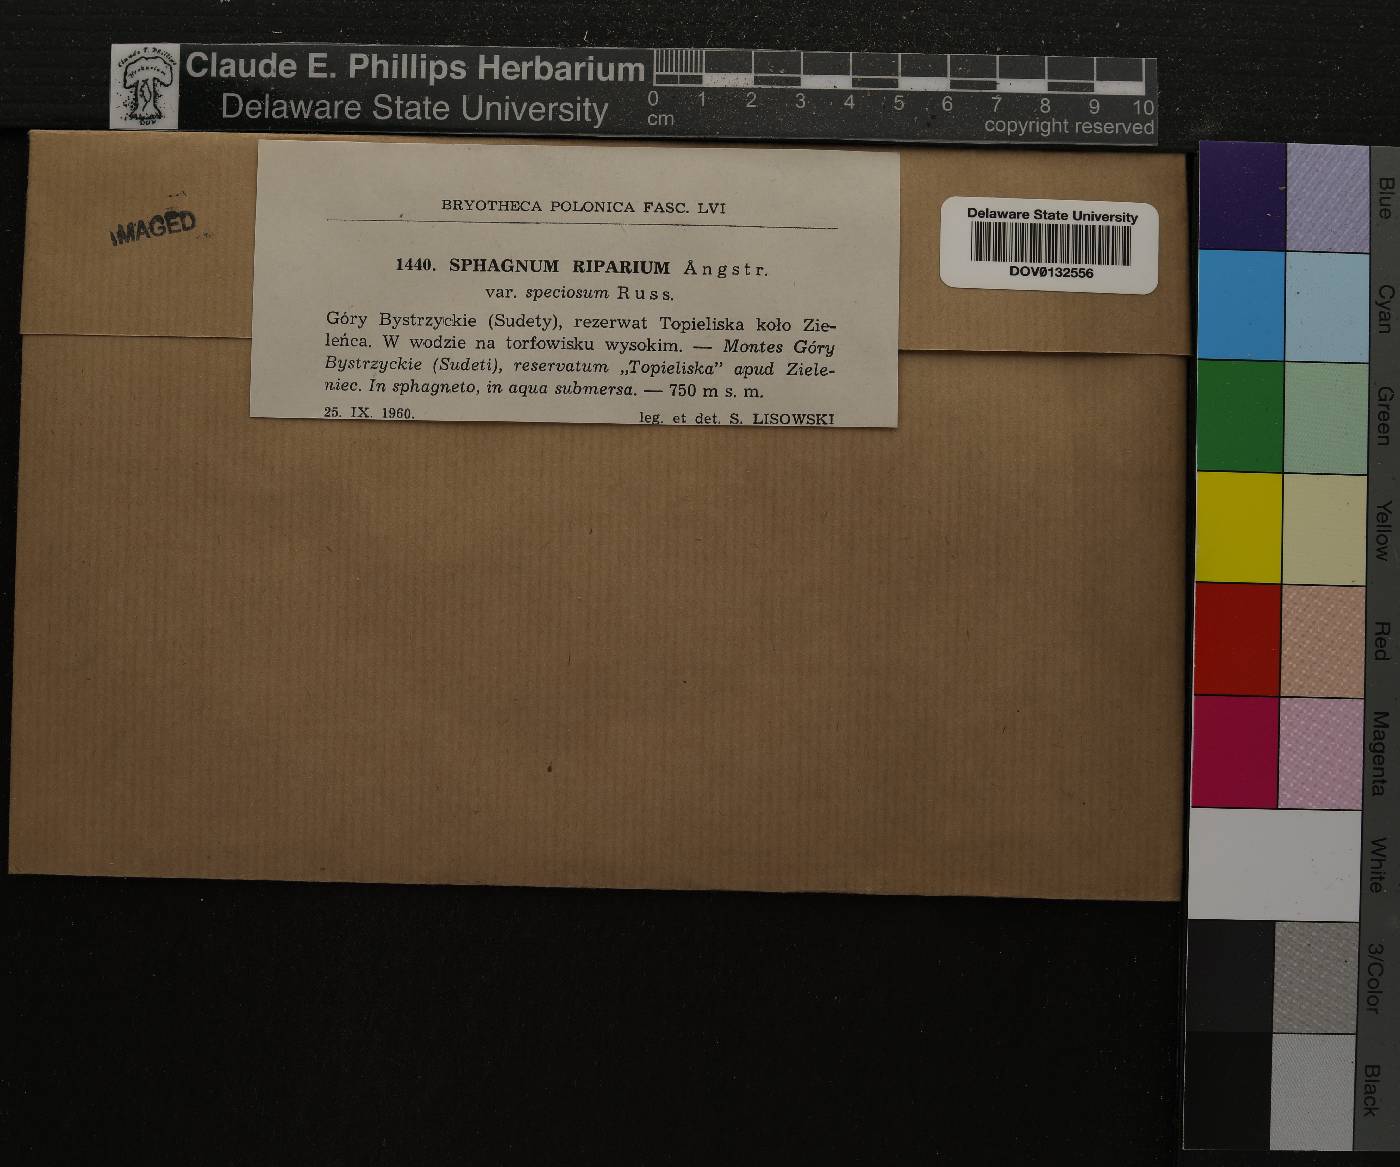 Claude E. Phillips Herbarium
Delaware State University
0 1 2 3 4 5 6 7 8 9 10
cm
copyright reserved
IMAGED
BRYOTHECA POLONICA FASC. LVI
1440. SPHAGNUM RIPARIUM Ångstr.
var. speciosum Russ.
Góry Bystrzyckie (Sudety), rezerwat Topieliska koło Zie-
leńca. W wodzie na torfowisku wysokim. — Montes Góry
Bystrzyckie (Sudeti), reservatum „Topieliska” apud Ziele-
niec. In sphagneto, in aqua submersa. — 750 m s. m.
25. IX. 1960. leg. et det. S. LISOWSKI
Delaware State University
DOV0132556
Blue
Cyan
Green
Yellow
Red
Magenta
White
3/Color
Black